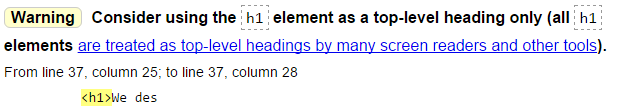 Warning Consider using the h1 element as a top-level heading only (all h1
elements are treated as top-level headings by many screen readers and other tools).
From line 37, column 25; to line 37, column 28
<h1>We des